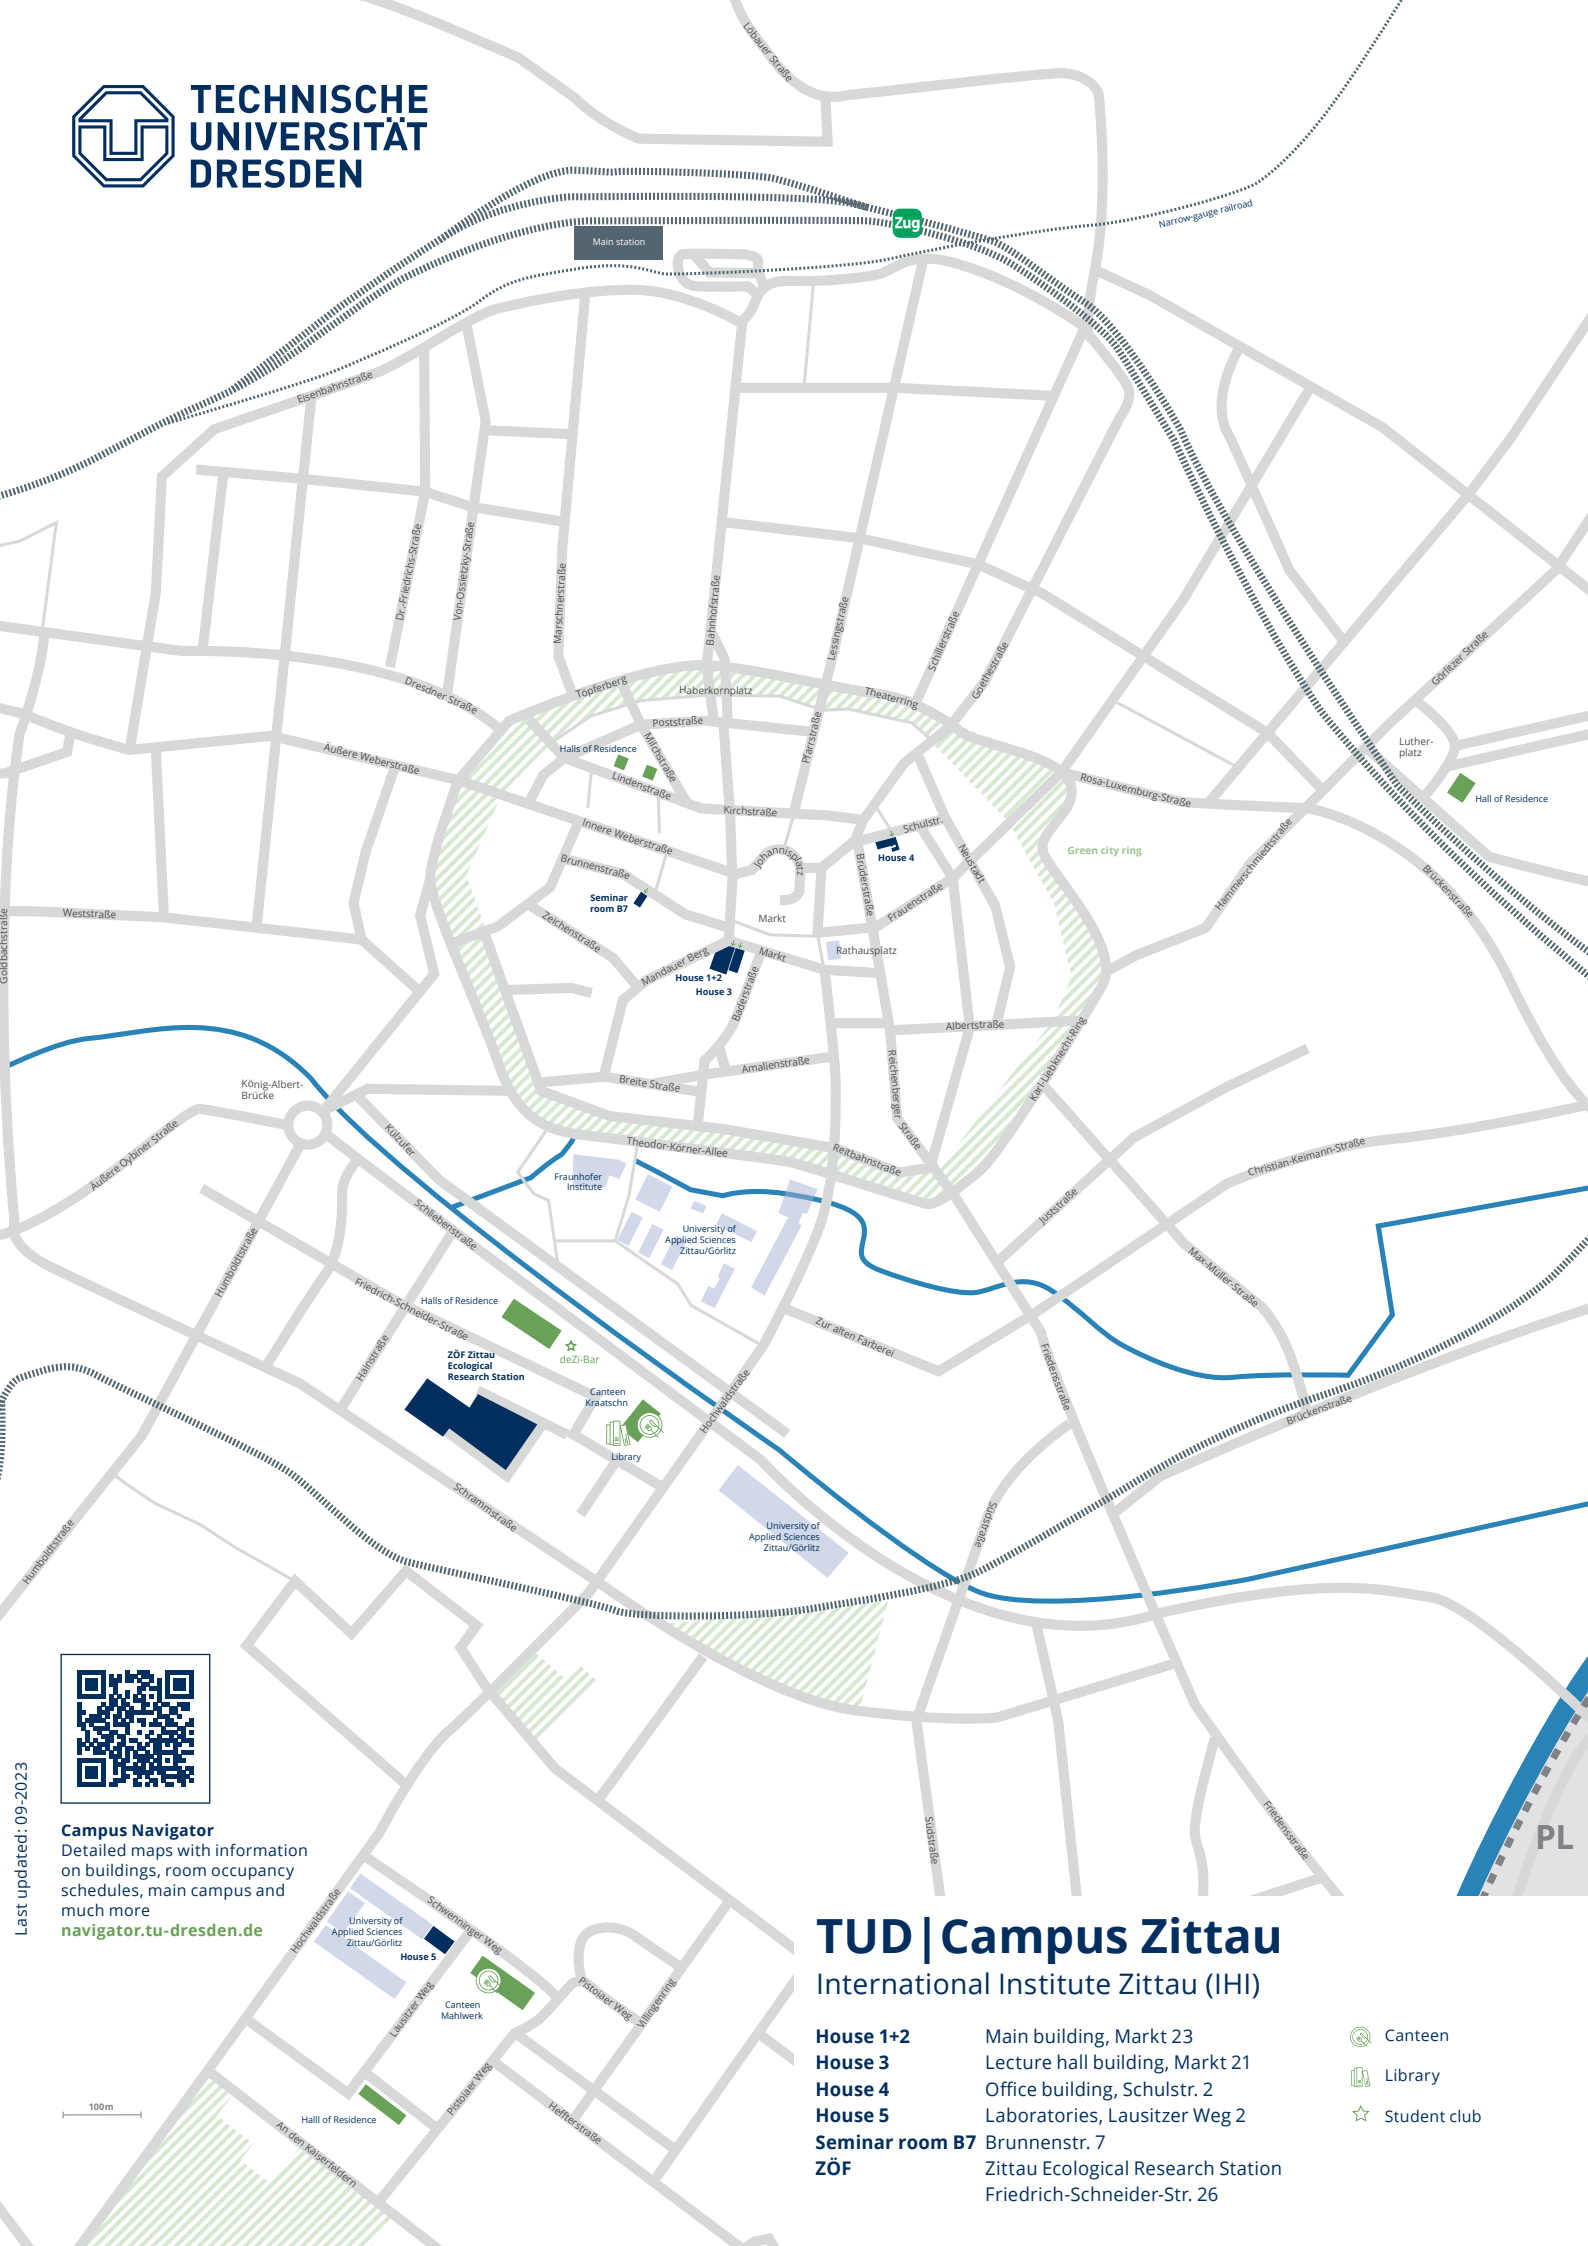 TECHNISCHE
UNIVERSITÄT
DRESDEN
Löbauer Straße
Zug
Narrow-gauge railroad
Main station
Eisenbahnstraße
Dr.-Friedrichs-Straße
Von-Ossietzky-Straße
Marschnerstraße
Bahnhofstraße
Lessingstraße
Schillerstraße
Goethestraße
Görlitzer Straße
Dresdner Straße
Töpferberg
Haberkornplatz
Theaterring
Poststraße
Milchstraße
Pfarrstraße
Äußere Weberstraße
Halls of Residence
Lindenstraße
Luther-
platz
Rosa-Luxemburg-Straße
Hall of Residence
Kirchstraße
Schulstr.
House 4
Innere Weberstraße
Johannisplatz
Neustadt
Green city ring
Hammerschmiedtstraße
Brückenstraße
Brunnenstraße
Brüderstraße
Frauenstraße
Seminar
room B7
Weststraße
Goldbachstraße
Zeichenstraße
Markt
Markt
Rathausplatz
Mandauer Berg
House 1+2
House 3
Baderstraße
Albertstraße
Karl-Liebknecht-Ring
Amalienstraße
Breite Straße
Reichenberger Straße
König-Albert-
Brücke
Külzufer
Theodor-Körner-Allee
Reitbahnstraße
Äußere Oybiner Straße
Christian-Keimann-Straße
Juststraße
Fraunhofer
Institute
Schliebenstraße
Humboldtstraße
University of
Applied Sciences
Zittau/Görlitz
Max-Müller-Straße
Friedrich-Schneider-Straße
Halls of Residence
Zur alten Färberei
Hainstraße
deZi-Bar
ZÖF Zittau
Ecological
Research Station
Friedensstraße
Canteen
Kraatschn
Hochwaldstraße
Brückenstraße
Library
Schrammstraße
Südstraße
University of
Applied Sciences
Zittau/Görlitz
Humboldtstraße
Last updated: 09-2023
Campus Navigator
Detailed maps with information
on buildings, room occupancy
schedules, main campus and
much more
navigator.tu-dresden.de
Südstraße
Friedensstraße
PL
Hochwaldstraße
Schwenninger Weg
University of
Applied Sciences
Zittau/Görlitz
House 5
Lausitzer Weg
Canteen
Mahlwerk
Pistoiaer Weg
Villingenring
Pistoiaer Weg
Heffterstraße
100m
Halll of Residence
An den Kaiserfeldern
TUD|Campus Zittau
International Institute Zittau (IHI)
House 1+2 Main building, Markt 23
House 3 Lecture hall building, Markt 21
House 4 Office building, Schulstr. 2
House 5 Laboratories, Lausitzer Weg 2
Seminar room B7 Brunnenstr. 7
ZÖF Zittau Ecological Research Station
Friedrich-Schneider-Str. 26
Canteen
Library
Student club